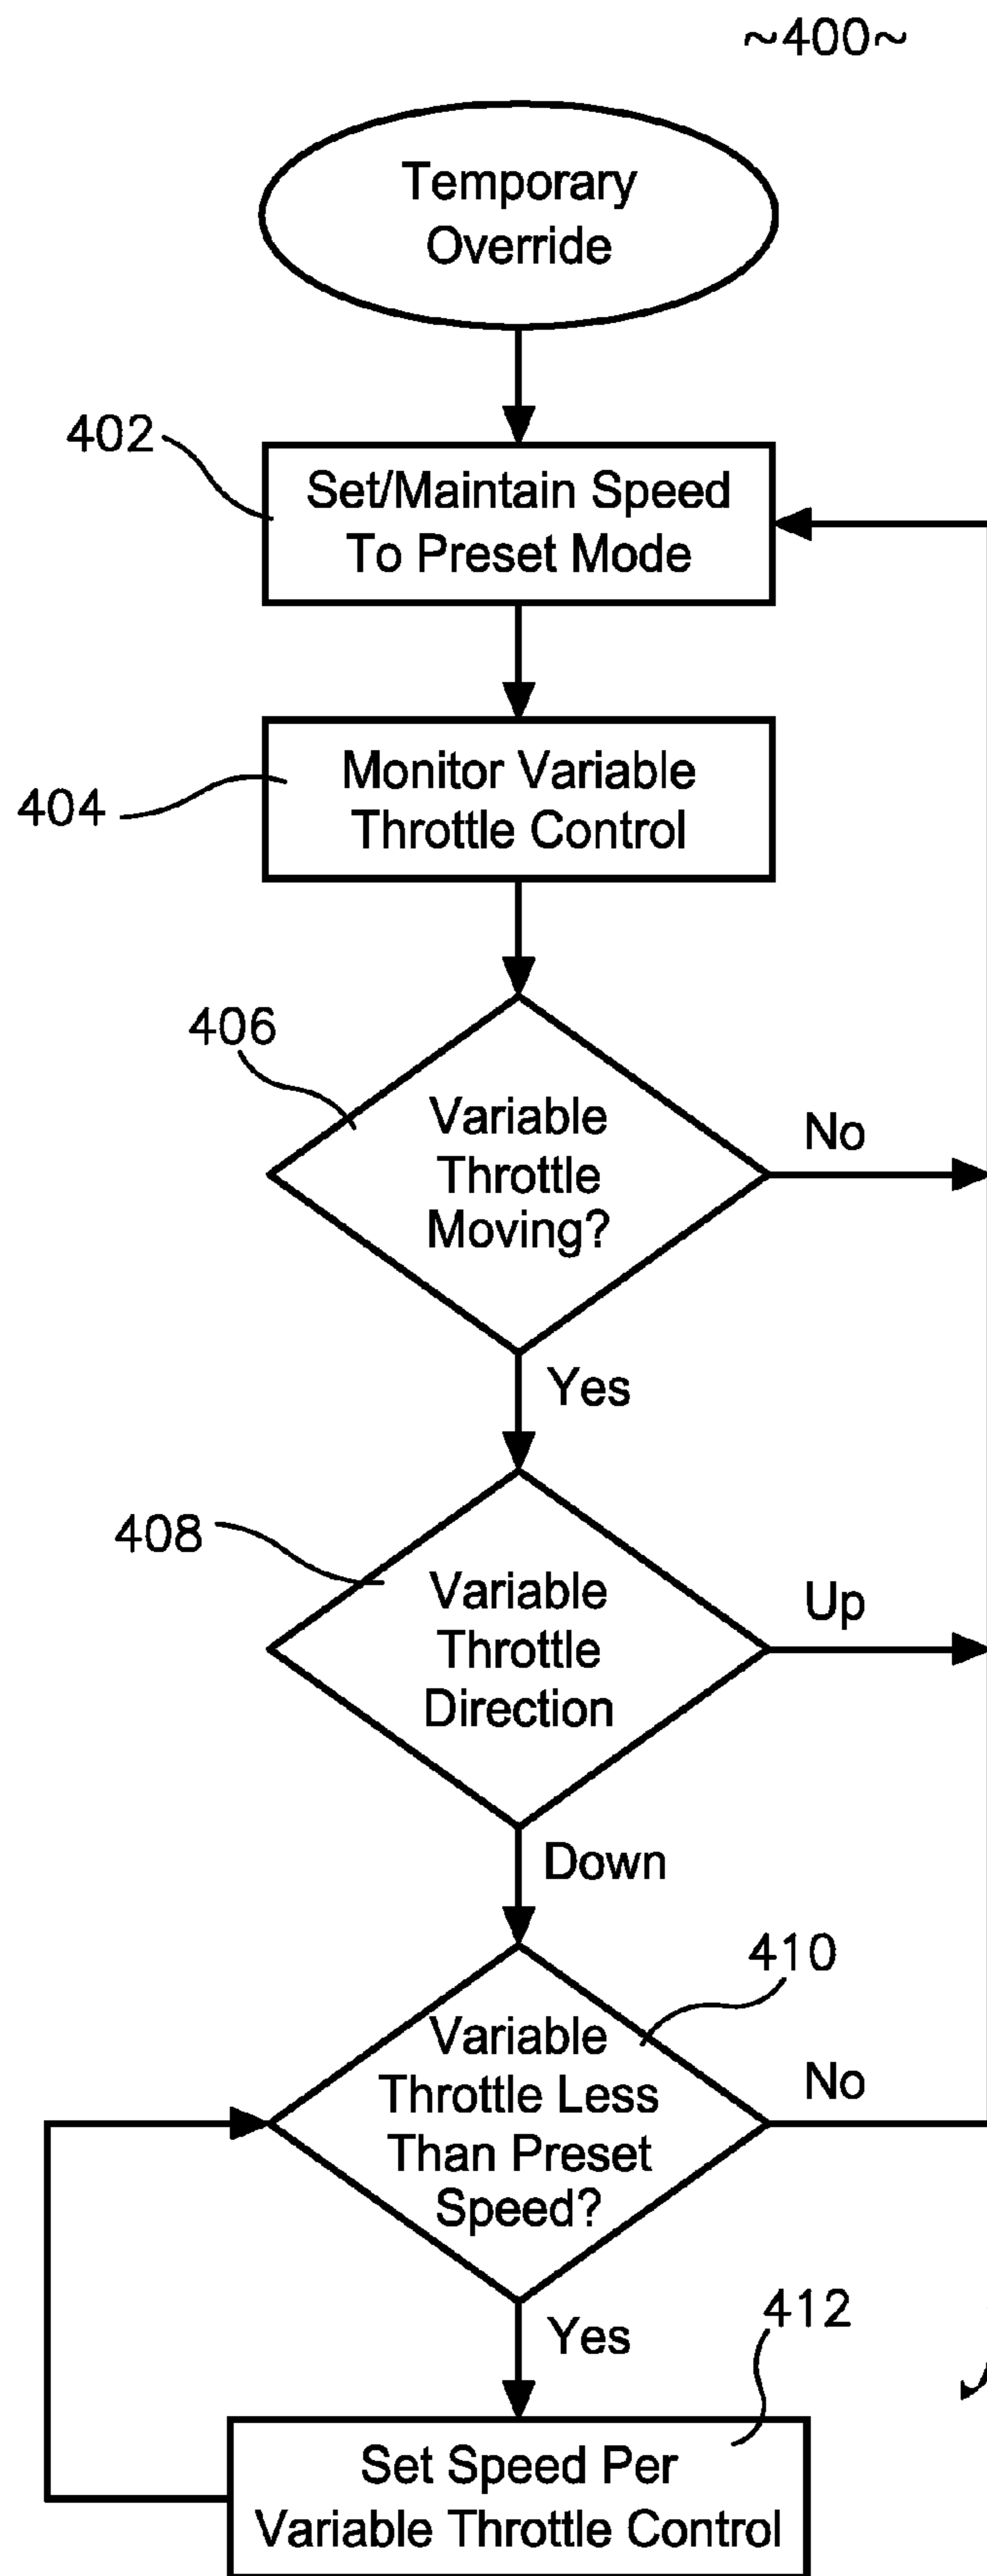 ~400~
Temporary
Override
402
Set/Maintain Speed
To Preset Mode
404
Monitor Variable
Throttle Control
406
Variable
Throttle
Moving?
No
Yes
408
Variable
Throttle
Direction
Up
Down
410
Variable
Throttle Less
Than Preset
Speed?
No
Yes
412
Set Speed Per
Variable Throttle Control